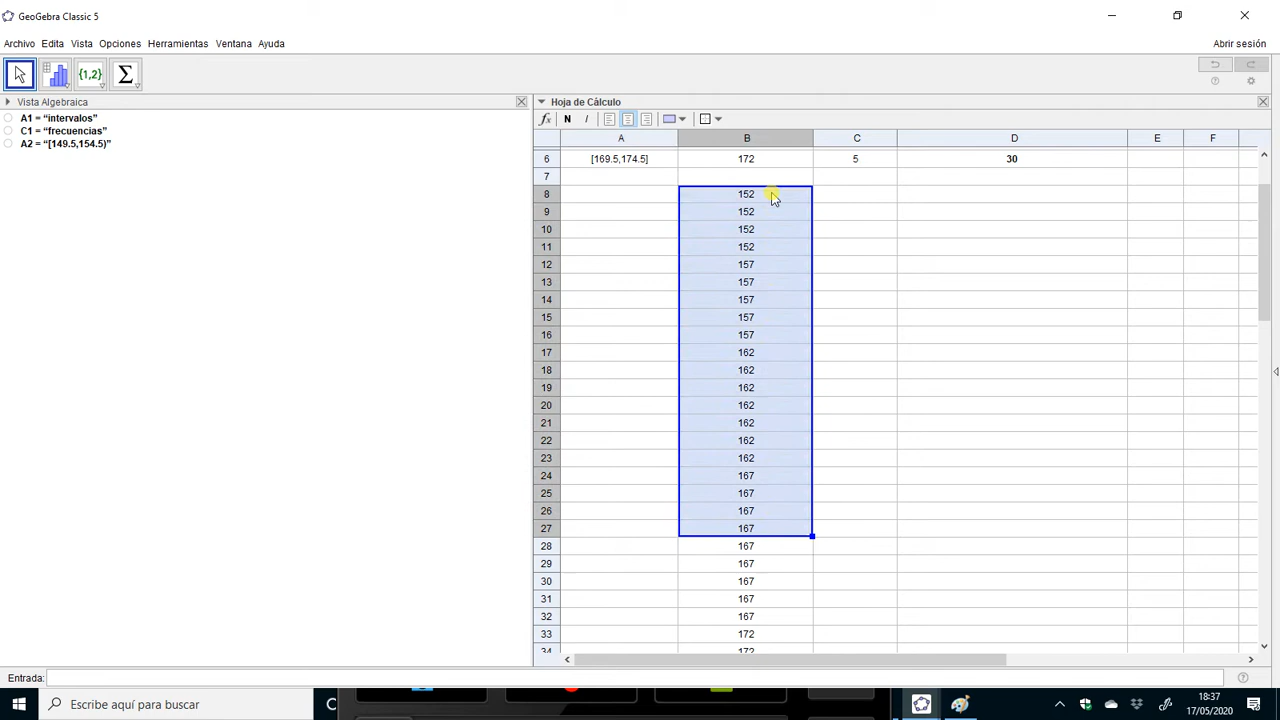 GeoGebra Classic 5
Archivo Edita Vista Opciones Herramientas Ventana Ayuda
Abrir sesión
{1,2} Σ
Vista Algebraica
A1 = “intervalos”
C1 = “frecuencias”
A2 = “[149.5,154.5)”
Hoja de Cálculo
fx N I
A B C D E F
6 [169.5,174.5] 172 5 30
7
8 152
9 152
10 152
11 152
12 157
13 157
14 157
15 157
16 157
17 162
18 162
19 162
20 162
21 162
22 162
23 162
24 167
25 167
26 167
27 167
28 167
29 167
30 167
31 167
32 167
33 172
34 172
Entrada:
Escribe aquí para buscar
18:37
17/05/2020